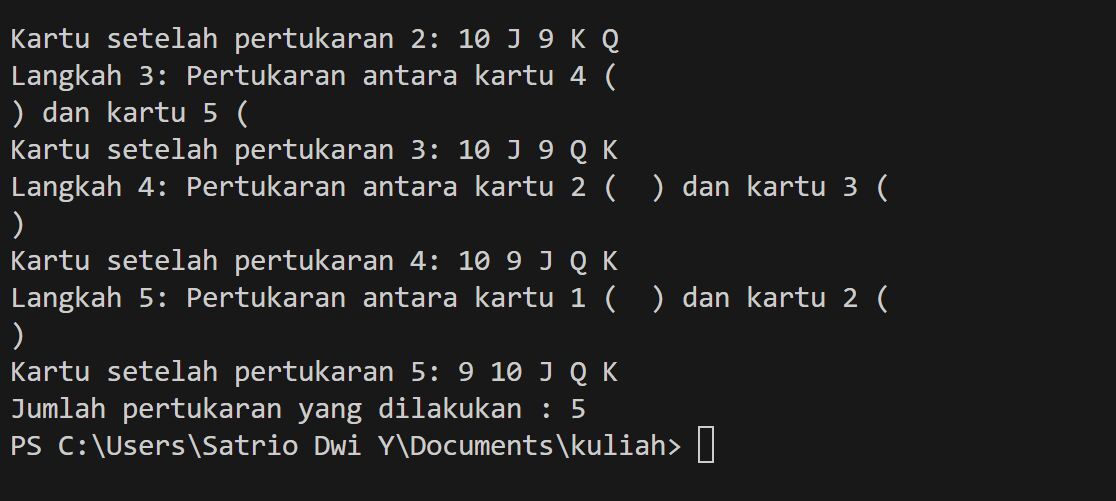 Kartu setelah pertukaran 2: 10 J 9 K Q
Langkah 3: Pertukaran antara kartu 4 (
) dan kartu 5 (
Kartu setelah pertukaran 3: 10 J 9 Q K
Langkah 4: Pertukaran antara kartu 2 (  ) dan kartu 3 (
)
Kartu setelah pertukaran 4: 10 9 J Q K
Langkah 5: Pertukaran antara kartu 1 (  ) dan kartu 2 (
)
Kartu setelah pertukaran 5: 9 10 J Q K
Jumlah pertukaran yang dilakukan : 5
PS C:\Users\Satrio Dwi Y\Documents\kuliah>